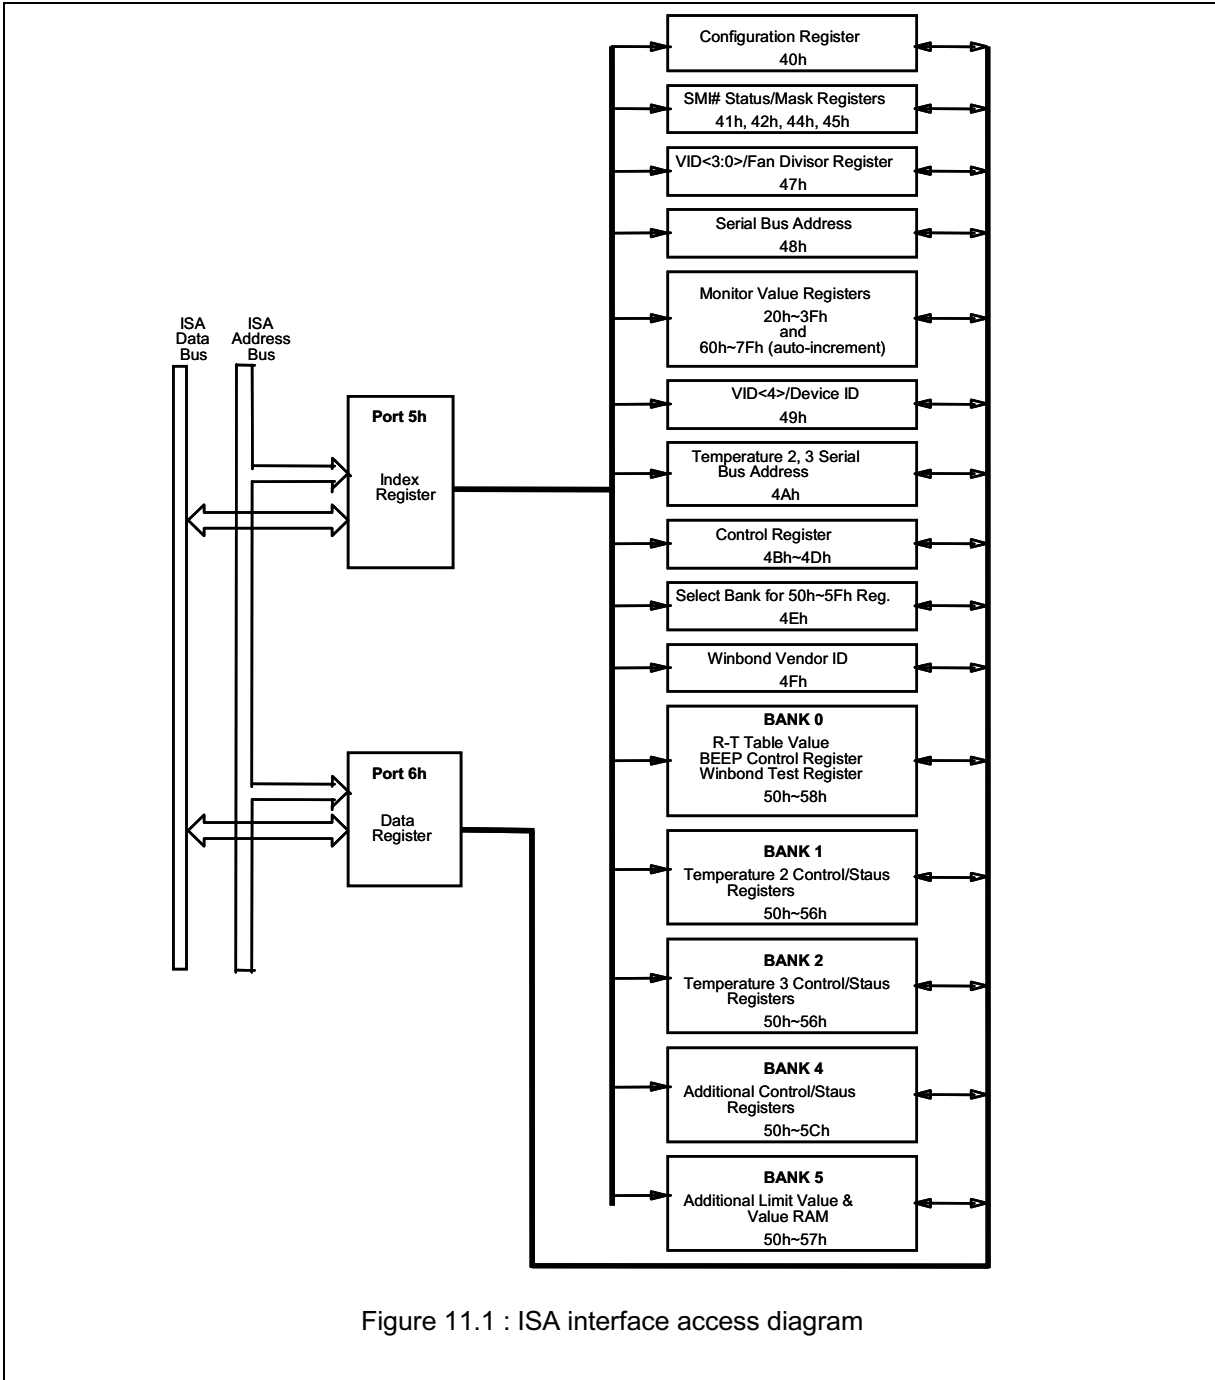 Configuration Register
40h
SMI# Status/Mask Registers
41h, 42h, 44h, 45h
VID<3:0>/Fan Divisor Register
47h
Serial Bus Address
48h
Monitor Value Registers
20h~3Fh
and
60h~7Fh (auto-increment)
ISA
Data
Bus
ISA
Address
Bus
VID<4>/Device ID
49h
Port 5h
Index
Register
Temperature 2, 3 Serial
Bus Address
4Ah
Control Register
4Bh~4Dh
Select Bank for 50h~5Fh Reg.
4Eh
Winbond Vendor ID
4Fh
BANK 0
R-T Table Value
BEEP Control Register
Winbond Test Register
50h~58h
Port 6h
Data
Register
BANK 1
Temperature 2 Control/Staus
Registers
50h~56h
BANK 2
Temperature 3 Control/Staus
Registers
50h~56h
BANK 4
Additional Control/Staus
Registers
50h~5Ch
BANK 5
Additional Limit Value &
Value RAM
50h~57h
Figure 11.1 : ISA interface access diagram